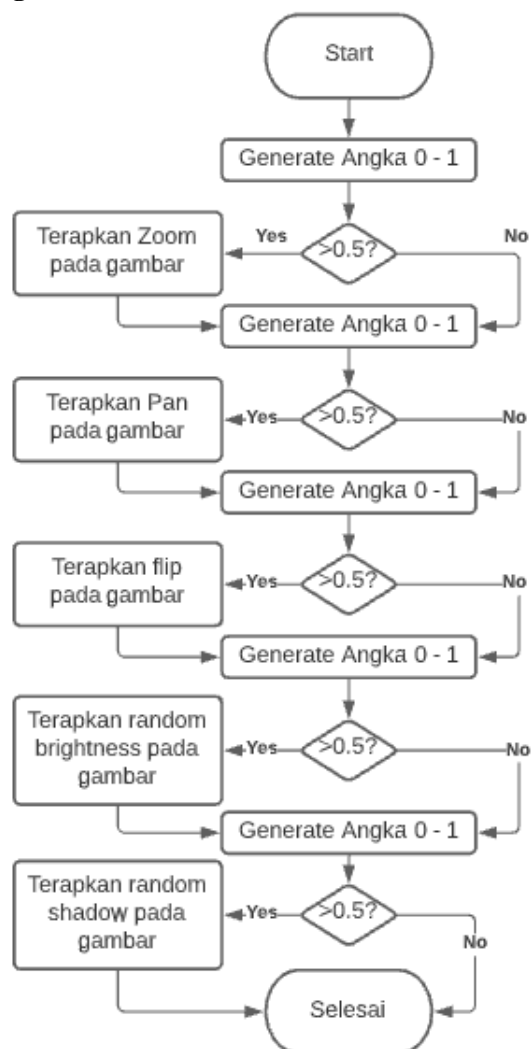 Start
Generate Angka 0 - 1
Terapkan Zoom
pada gambar
Yes
>0.5?
No
Generate Angka 0 - 1
Terapkan Pan
pada gambar
Yes
>0.5?
No
Generate Angka 0 - 1
Terapkan flip
pada gambar
Yes
>0.5?
No
Generate Angka 0 - 1
Terapkan random
brightness pada
gambar
Yes
>0.5?
No
Generate Angka 0 - 1
Terapkan random
shadow pada
gambar
Yes
>0.5?
No
Selesai